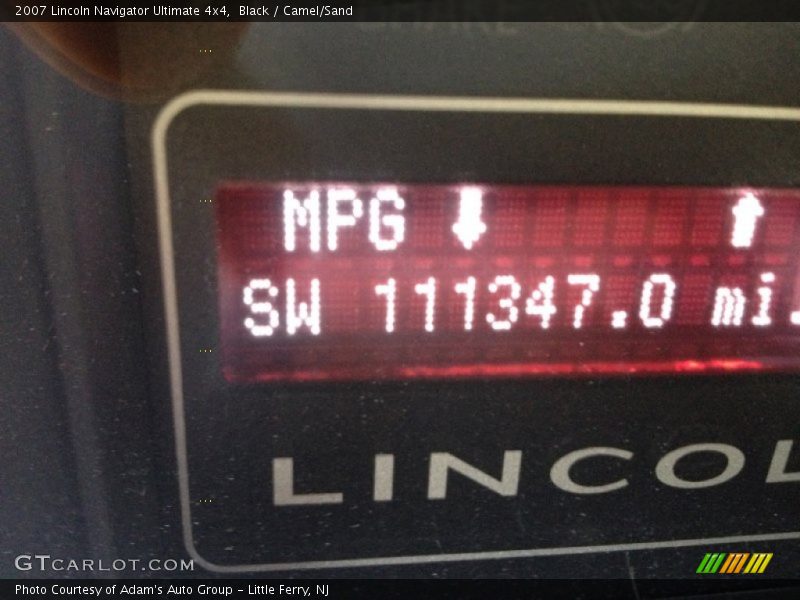 2007 Lincoln Navigator Ultimate 4x4,  Black / Camel/Sand
MPG ↓ ↑
SW 111347.0 mi.
LINCOL
GTCARLOT.COM
Photo Courtesy of Adam's Auto Group - Little Ferry, NJ